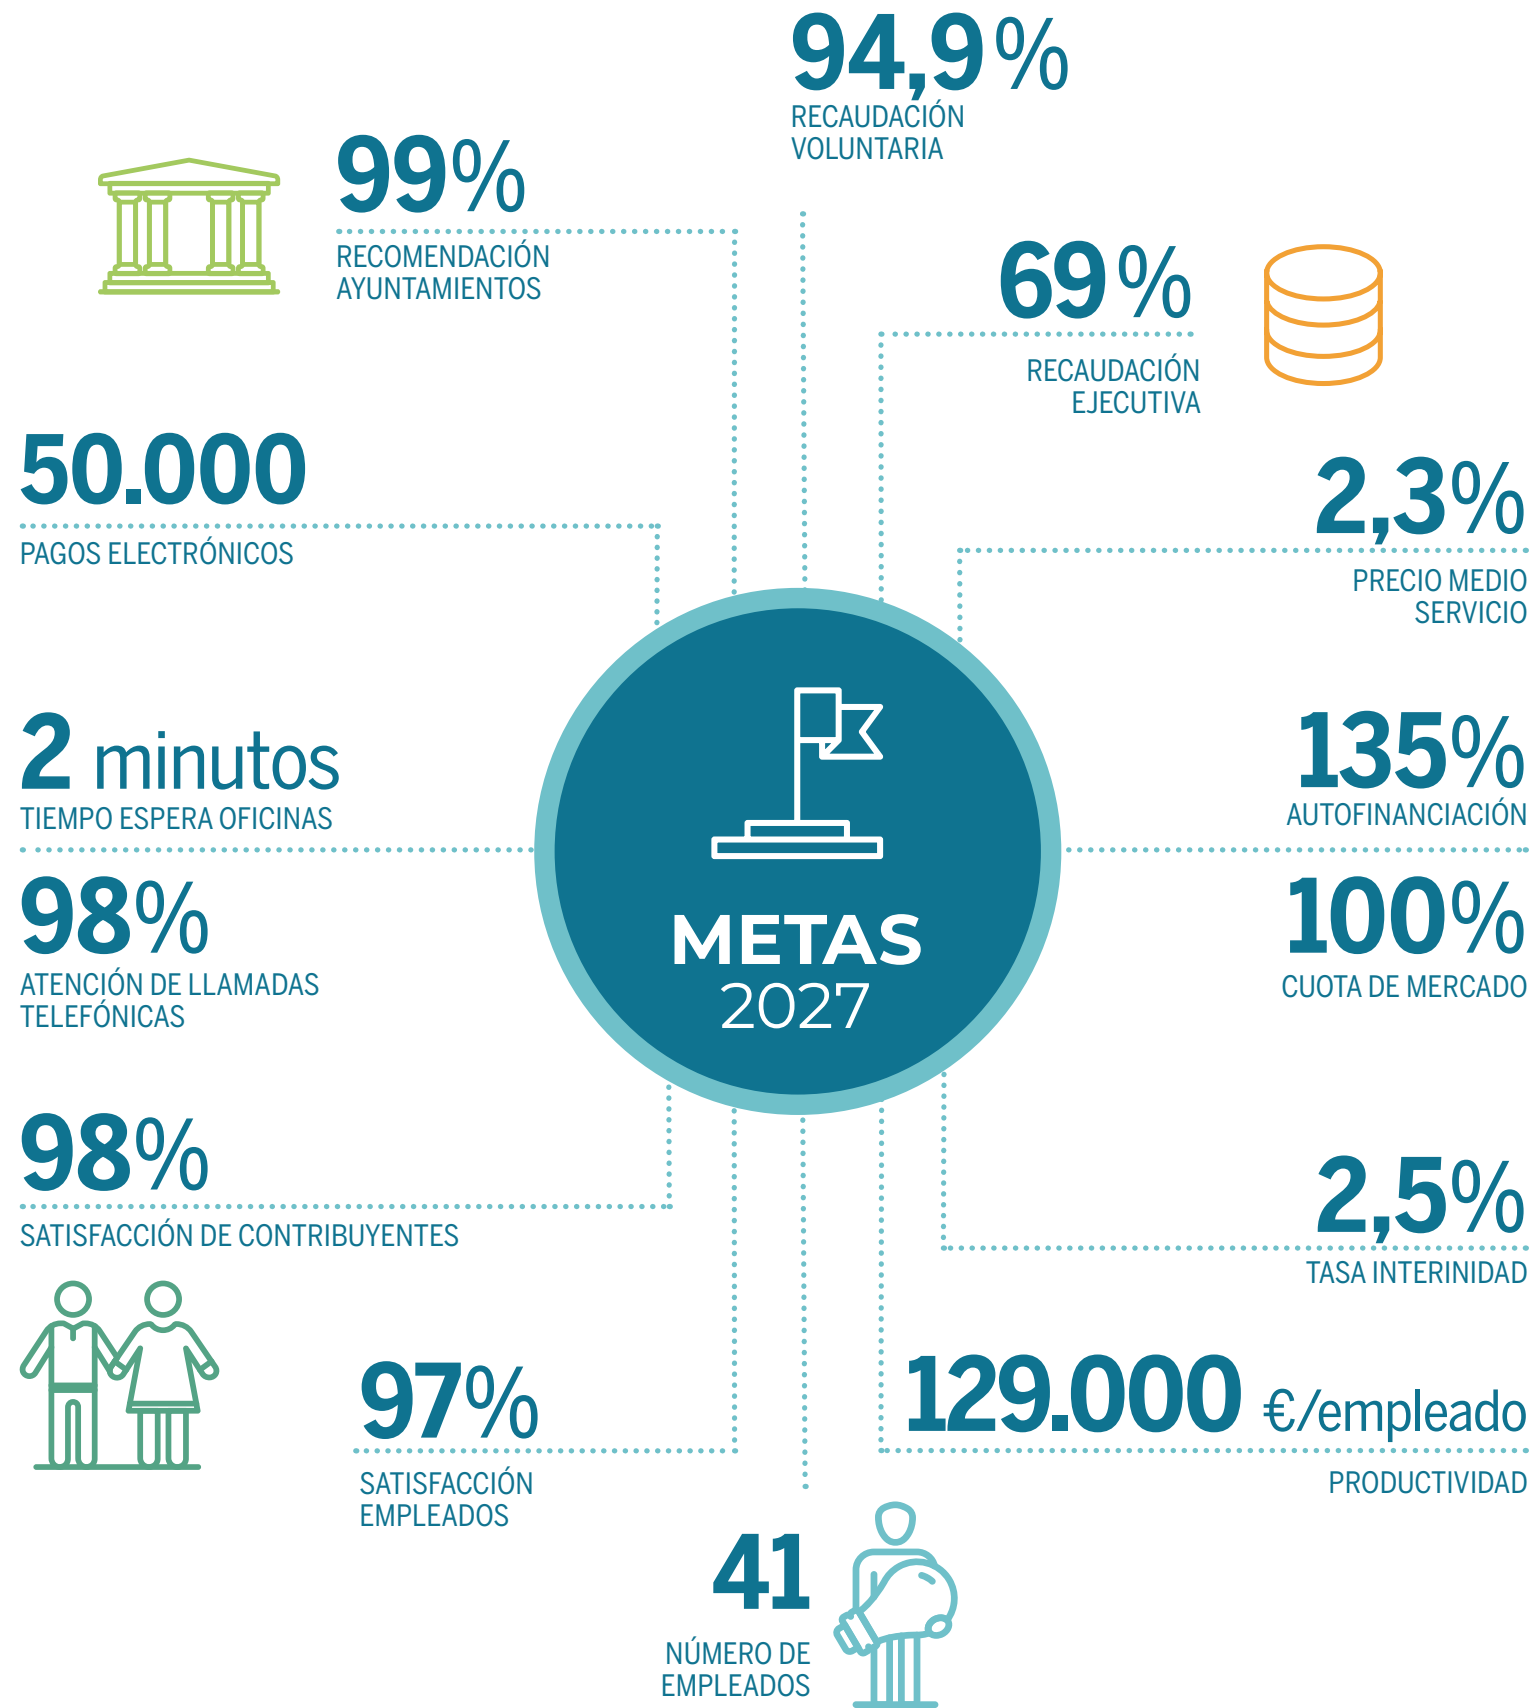 94,9%
RECAUDACIÓN
VOLUNTARIA
99%
RECOMENDACIÓN
AYUNTAMIENTOS
69%
RECAUDACIÓN
EJECUTIVA
50.000
PAGOS ELECTRÓNICOS
2,3%
PRECIO MEDIO
SERVICIO
2 minutos
TIEMPO ESPERA OFICINAS
135%
AUTOFINANCIACIÓN
98%
ATENCIÓN DE LLAMADAS
TELEFÓNICAS
METAS
2027
100%
CUOTA DE MERCADO
98%
SATISFACCIÓN DE CONTRIBUYENTES
2,5%
TASA INTERINIDAD
97%
SATISFACCIÓN
EMPLEADOS
129.000 €/empleado
PRODUCTIVIDAD
41
NÚMERO DE
EMPLEADOS